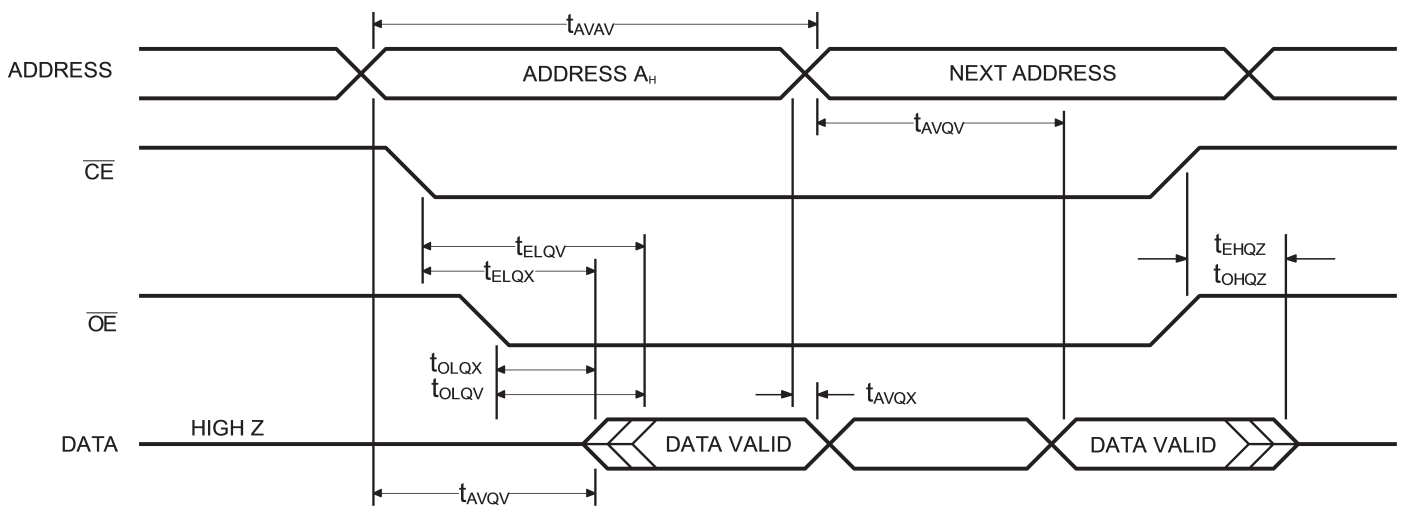 tAVAV
ADDRESS
ADDRESS AH
NEXT ADDRESS
tAVQV
CE
tELQV
tELQX
tEHQZ
tOHQZ
OE
tOLQX
tOLQV
tAVQX
HIGH Z
DATA
DATA VALID
DATA VALID
tAVQV